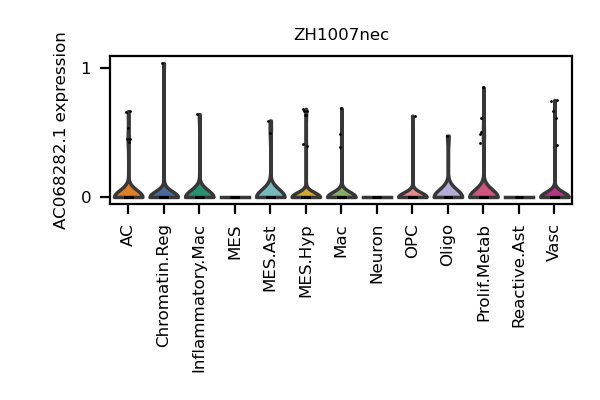 ZH1007nec
AC068282.1 expression
1
0
AC
Chromatin.Reg
Inflammatory.Mac
MES
MES.Ast
MES.Hyp
Mac
Neuron
OPC
Oligo
Prolif.Metab
Reactive.Ast
Vasc